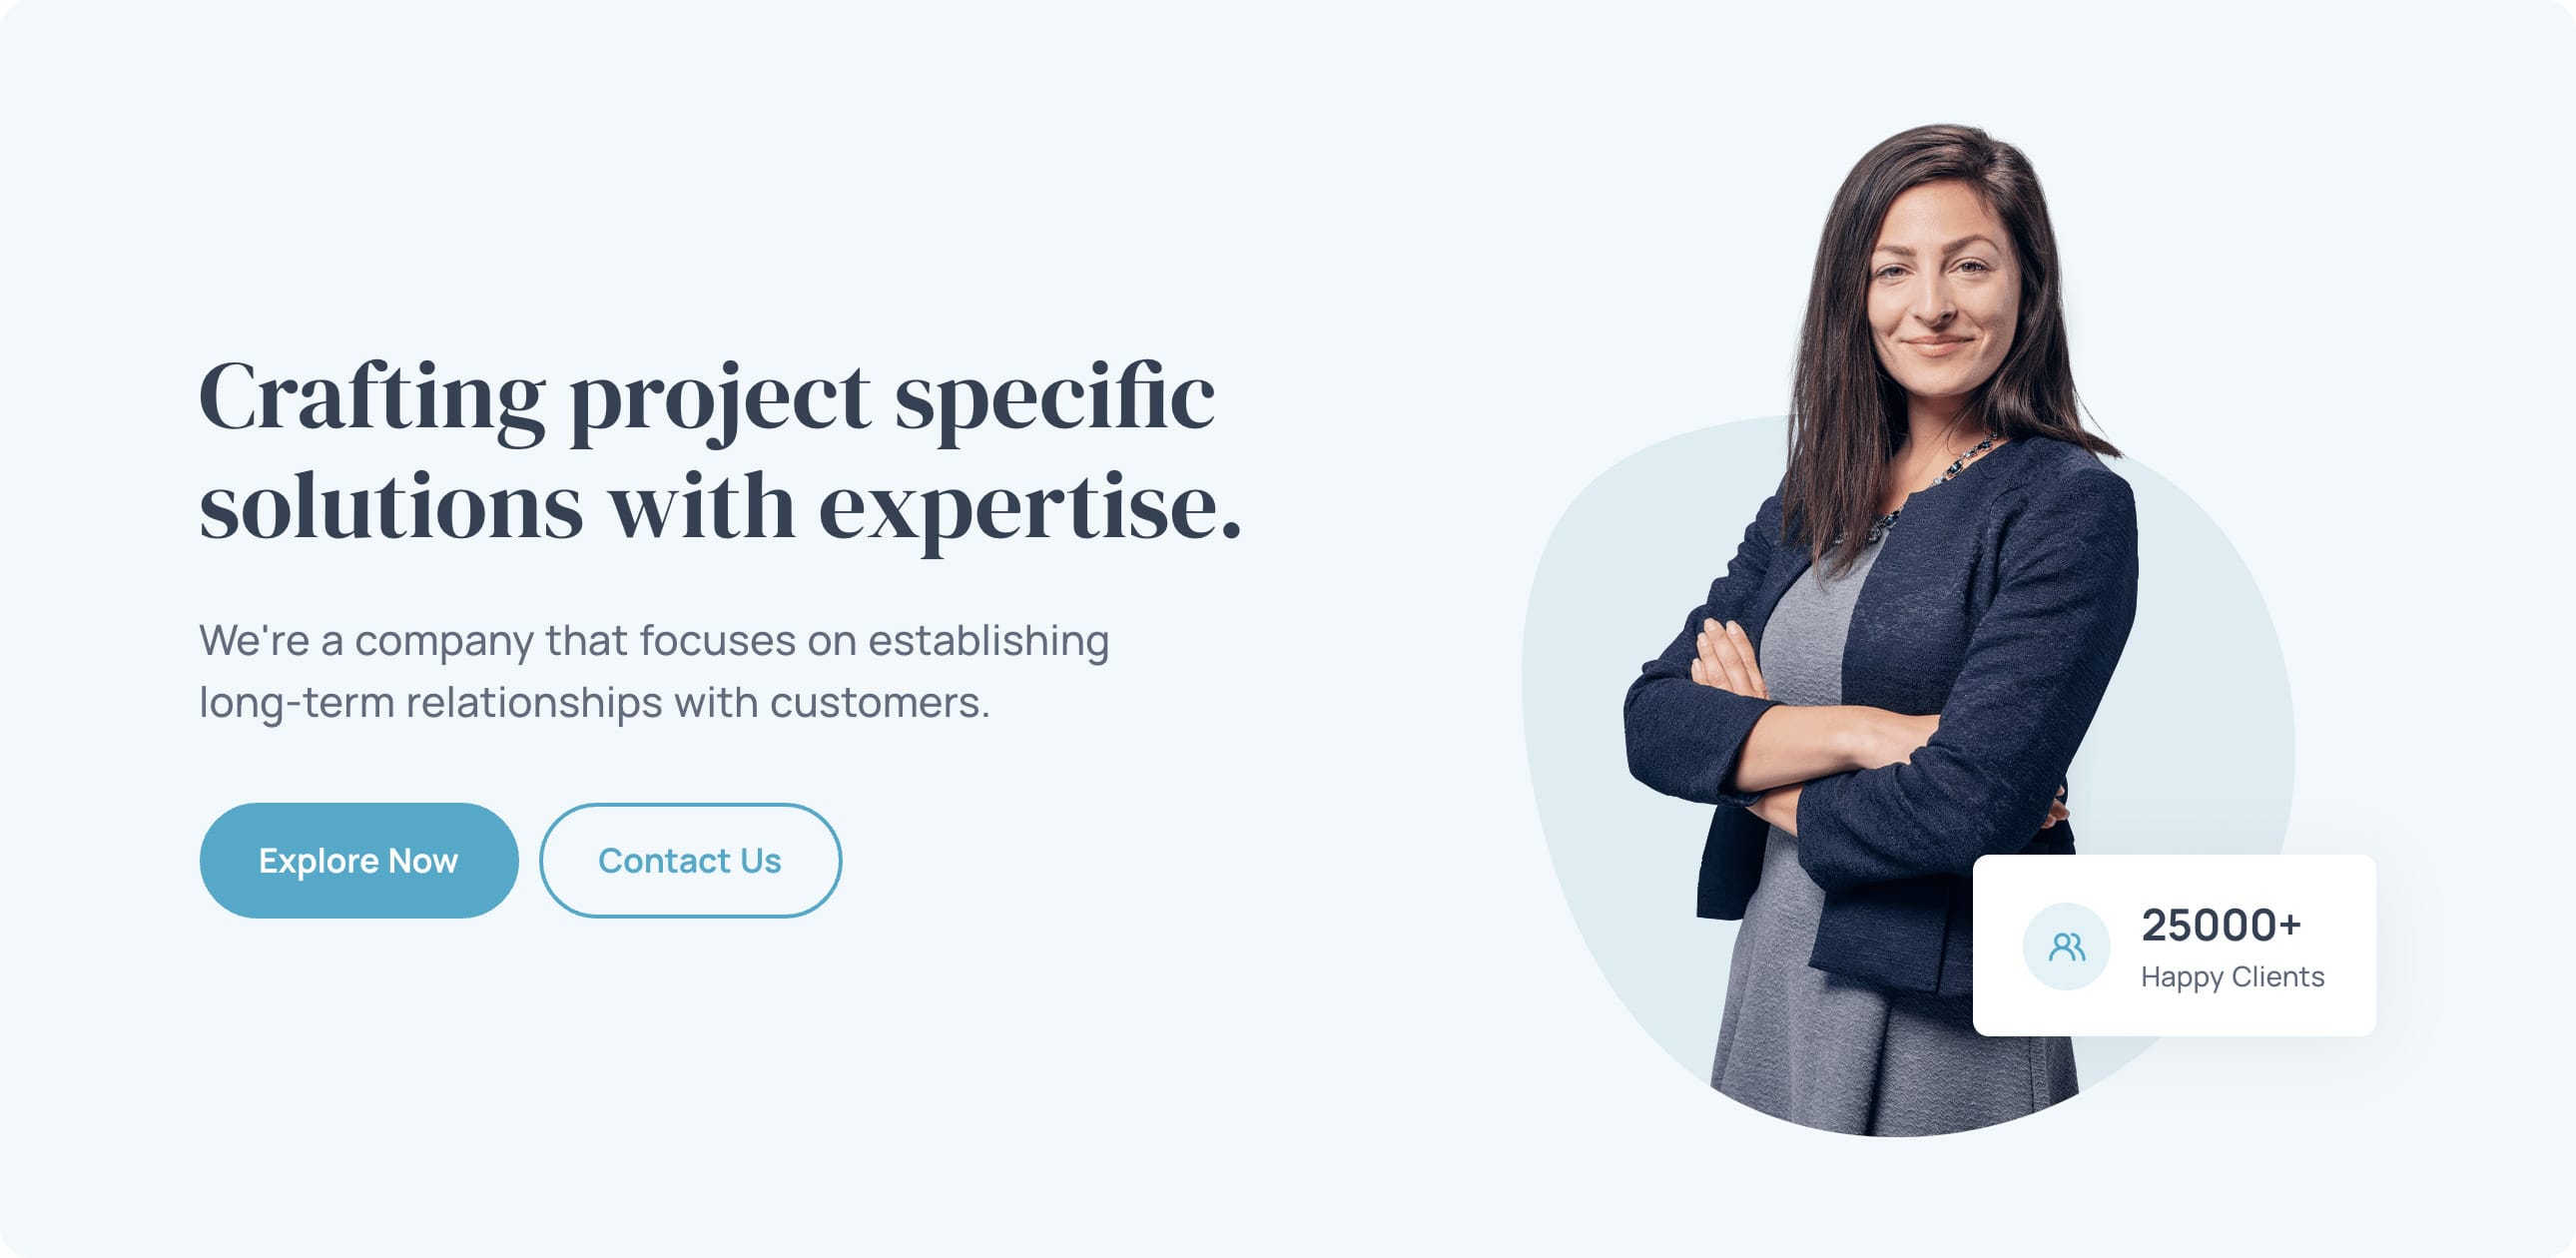 Crafting project specific
solutions with expertise.
We're a company that focuses on establishing
long-term relationships with customers.
Explore Now
Contact Us
25000+
Happy Clients